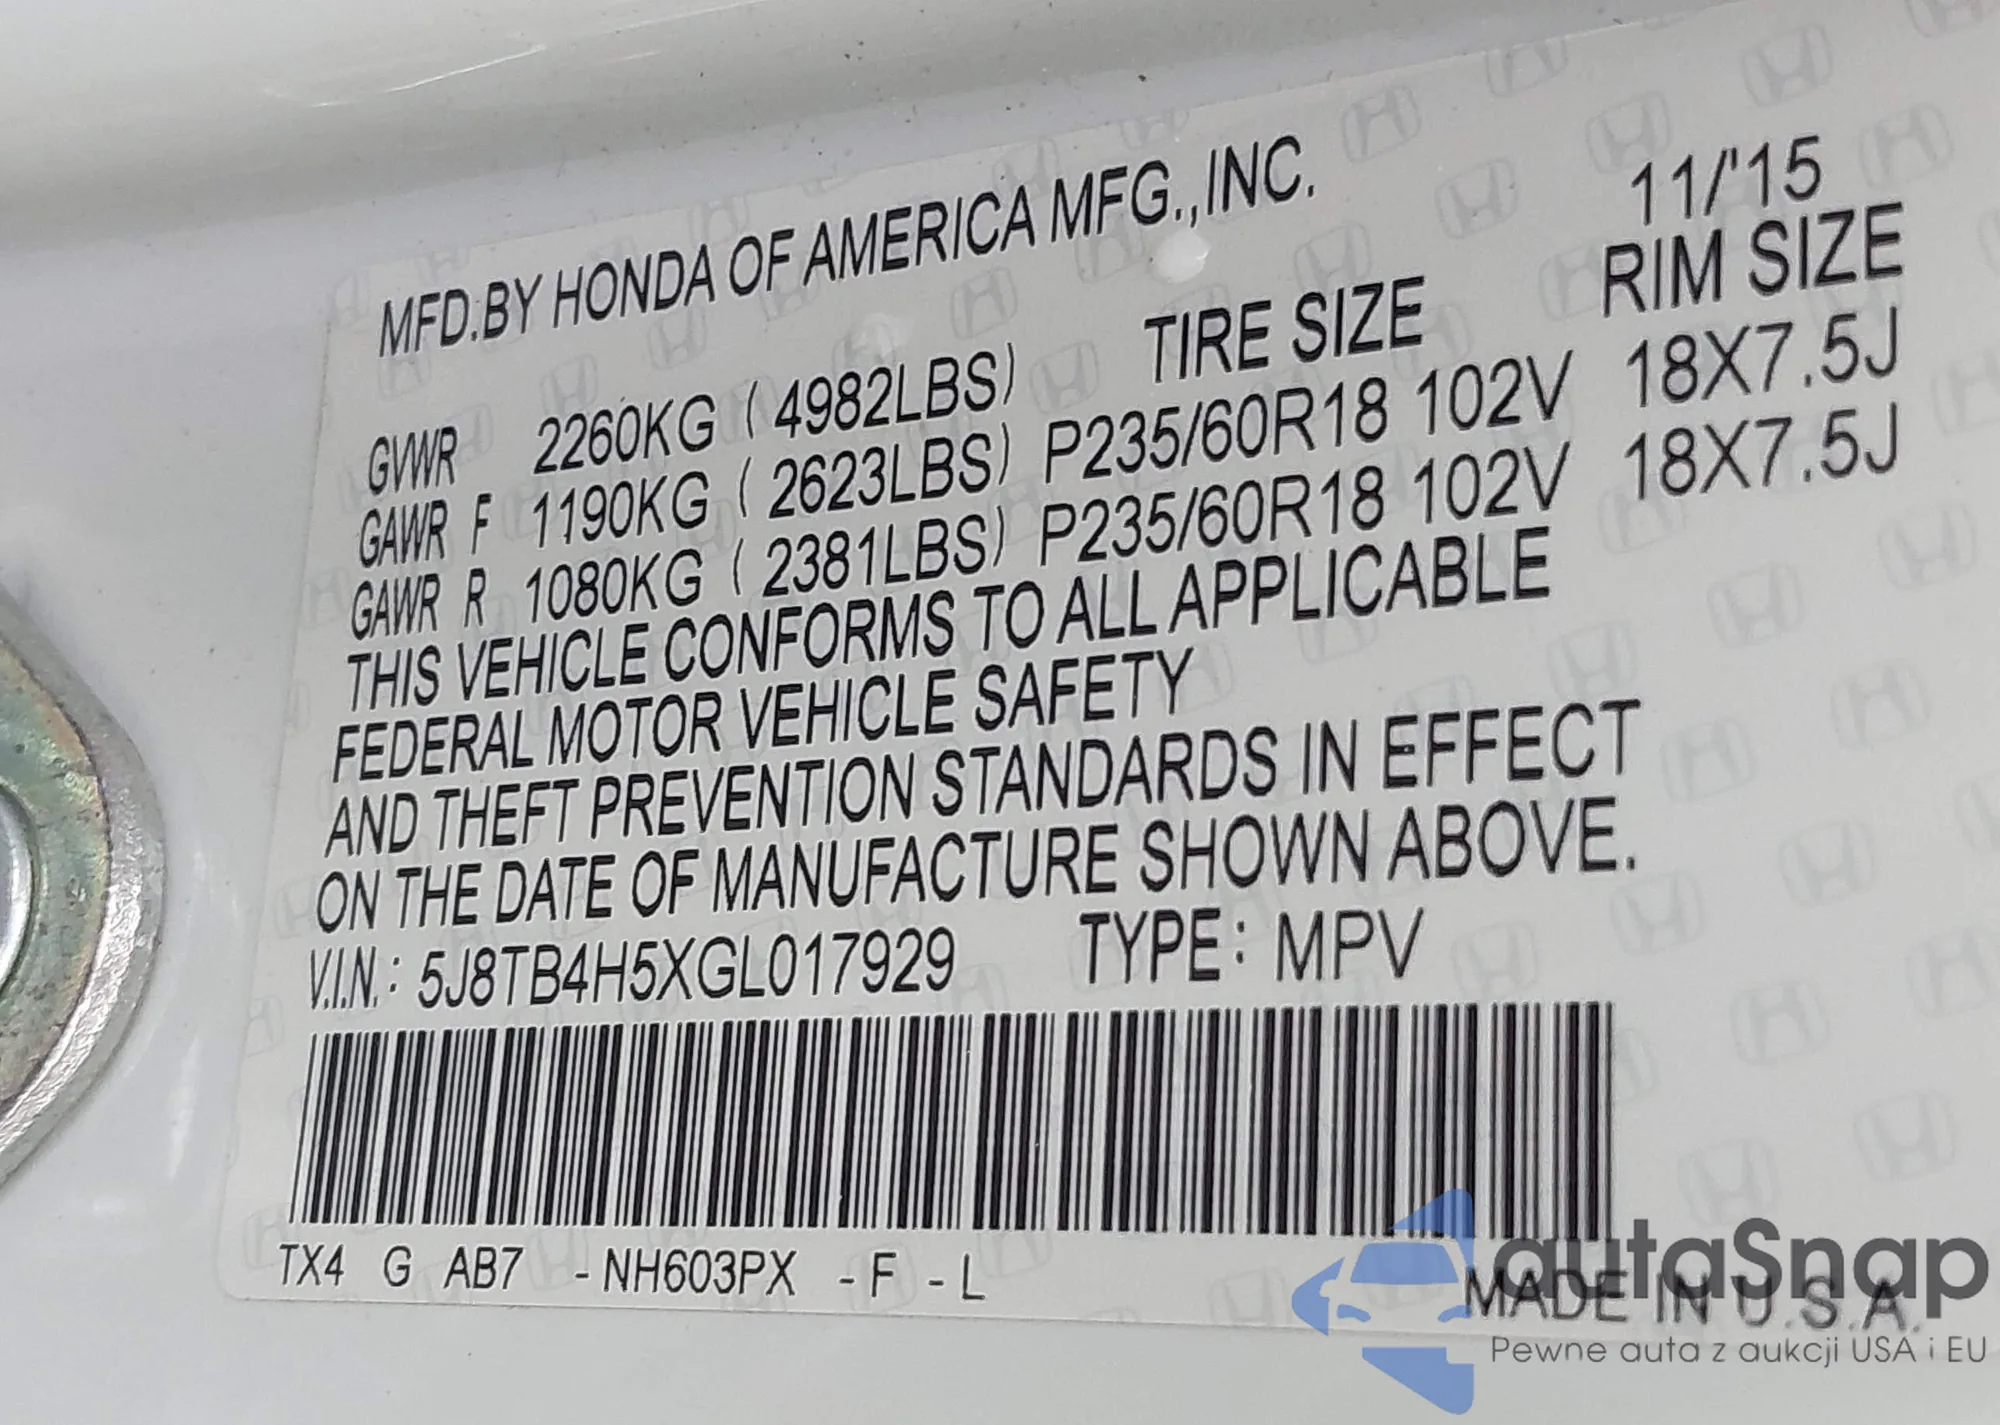 MFD.BY HONDA OF AMERICA MFG.,INC. 11/'15
TIRE SIZE RIM SIZE
GVWR 2260KG ( 4982LBS)
GAWR F 1190KG ( 2623LBS) P235/60R18 102V 18X7.5J
GAWR R 1080KG ( 2381LBS) P235/60R18 102V 18X7.5J
THIS VEHICLE CONFORMS TO ALL APPLICABLE
FEDERAL MOTOR VEHICLE SAFETY
AND THEFT PREVENTION STANDARDS IN EFFECT
ON THE DATE OF MANUFACTURE SHOWN ABOVE.
V.I.N.: 5J8TB4H5XGL017929 TYPE: MPV
TX4 G AB7 -NH603PX -F -L
MADE IN U.S.A.
autaSnap
Pewne auta z aukcji USA i EU